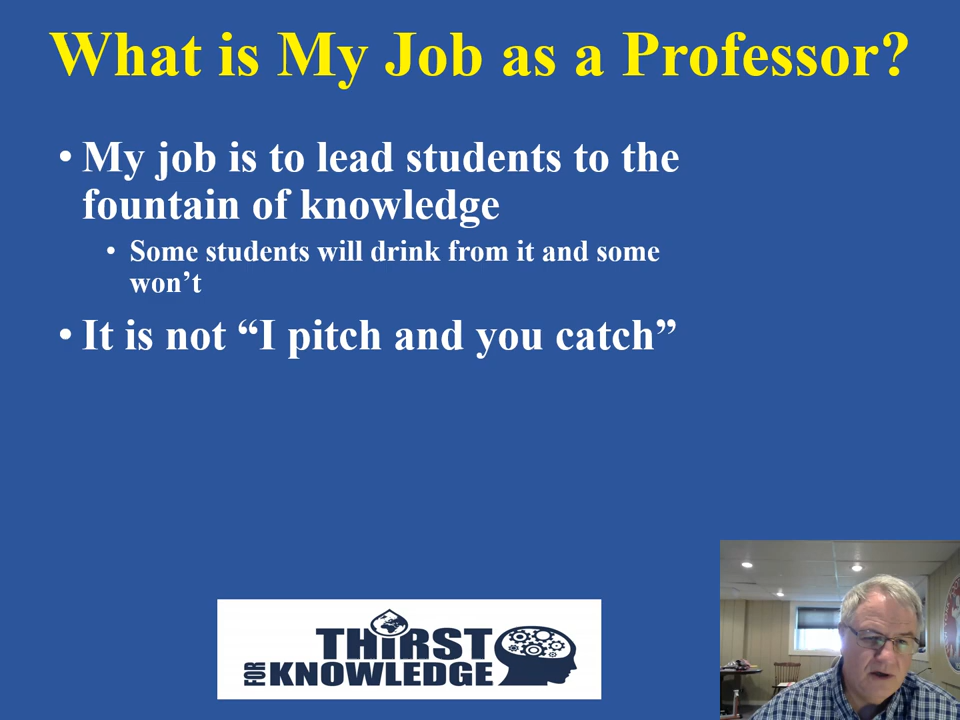 What is My Job as a Professor?
• My job is to lead students to the
fountain of knowledge
• Some students will drink from it and some
won’t
• It is not “I pitch and you catch”
THIRST
FOR KNOWLEDGE